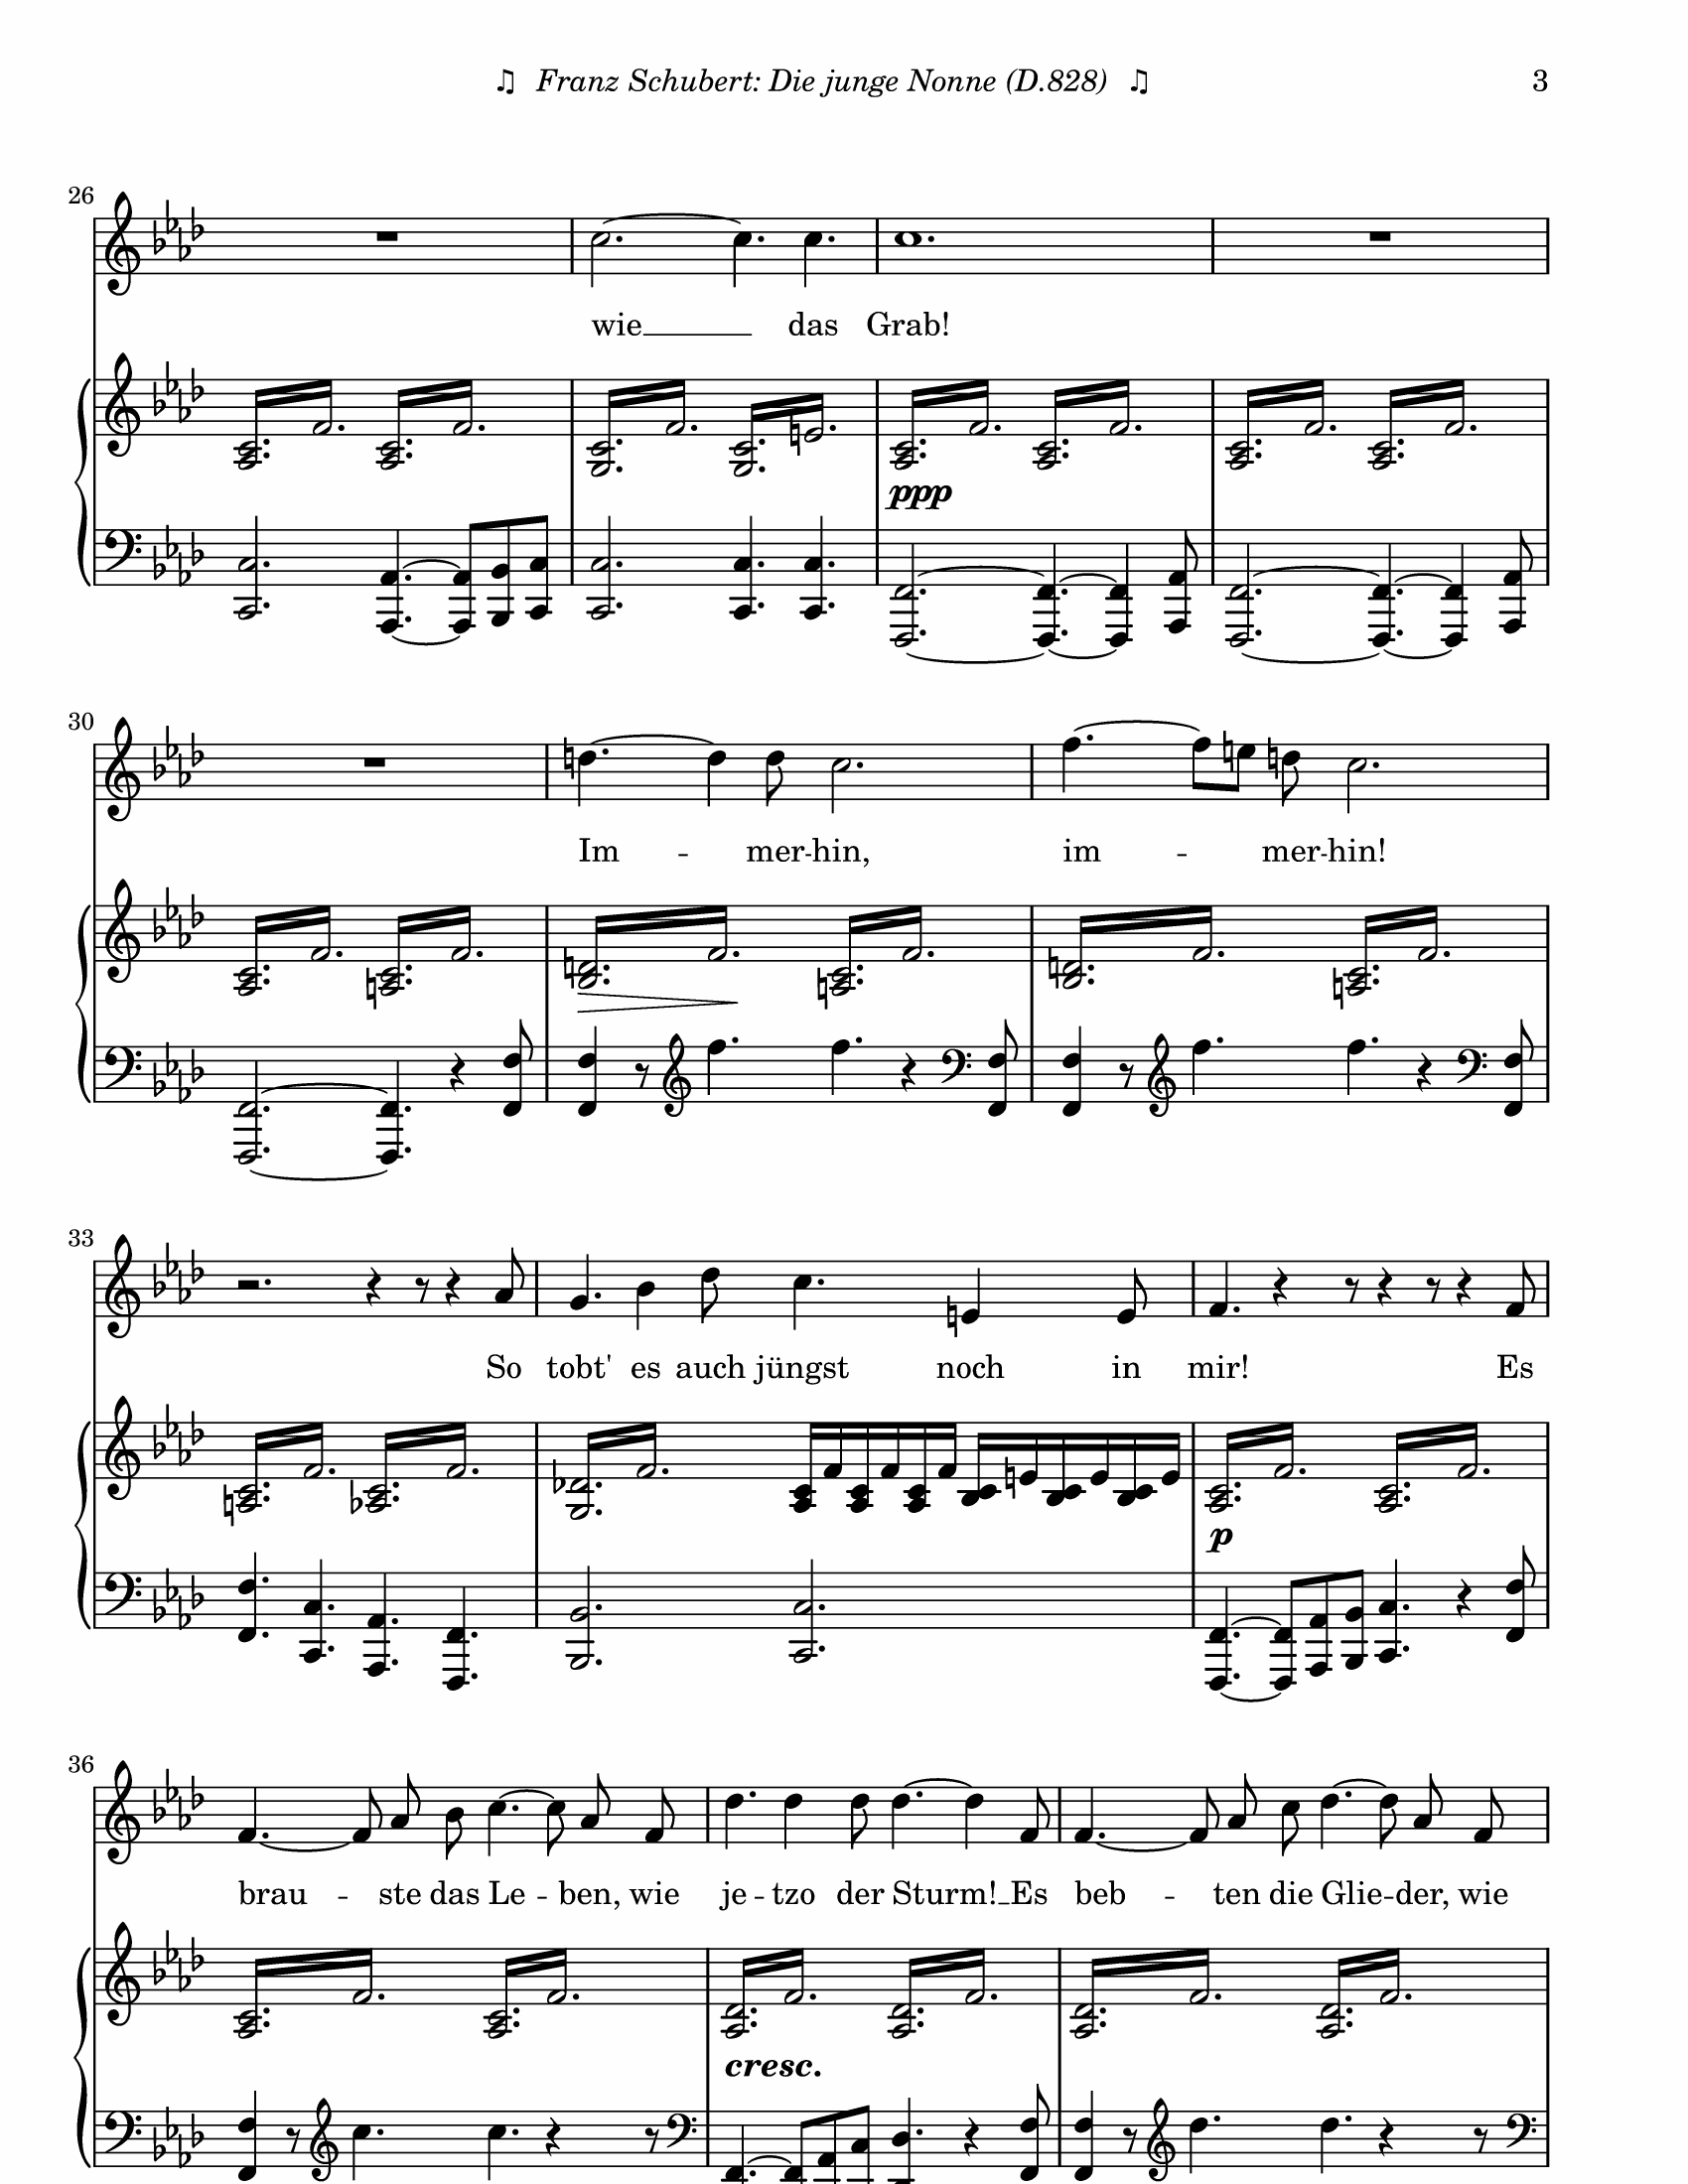 ♫ Franz Schubert: Die junge Nonne (D.828) ♫ 3
26
wie __ das Grab!
ppp
30
Im -- mer -- hin, im -- mer -- hin!
33
So tobt' es auch jüngst noch in mir! Es
p
36
brau -- ste das Le -- ben, wie je -- tzo der Sturm! __ Es beb -- ten die Glie -- der, wie
cresc.